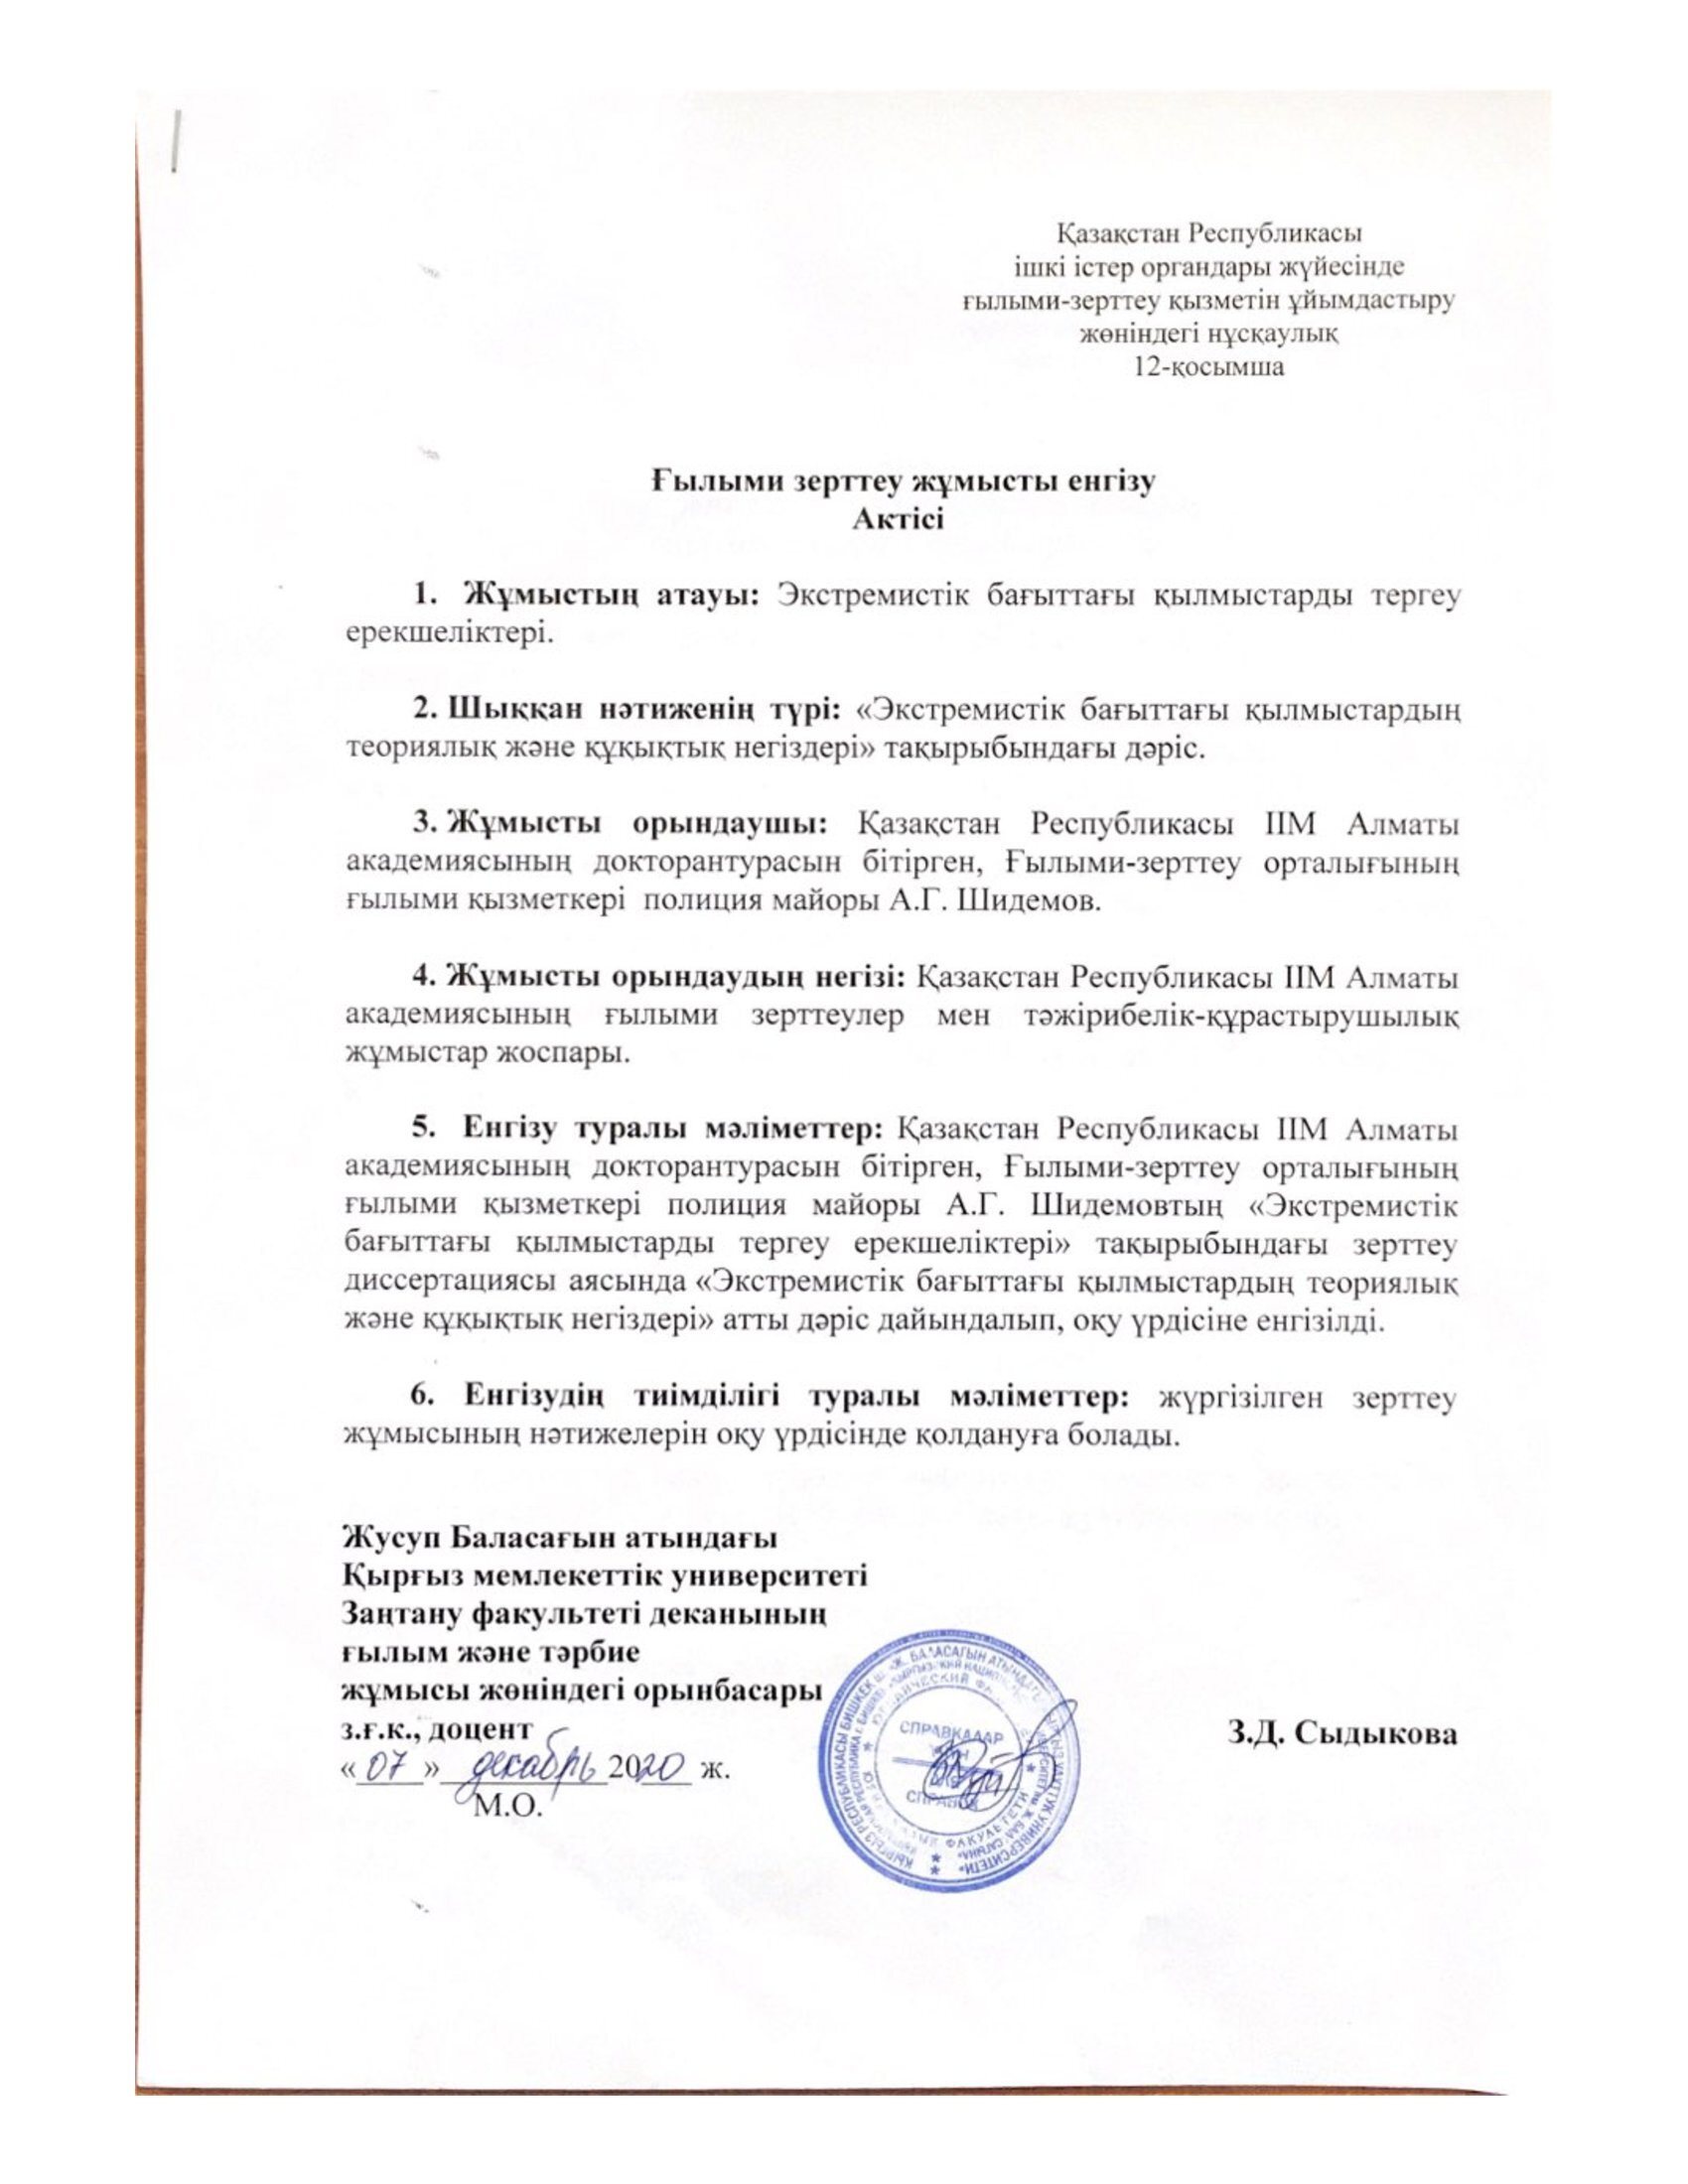 Қазақстан Республикасы
ішкі істер органдары жүйесінде
ғылыми-зерттеу қызметін ұйымдастыру
жөніндегі нұсқаулық
12-қосымша
Ғылыми зерттеу жұмысты енгізу
Актісі
1. Жұмыстың атауы: Экстремистік бағыттағы қылмыстарды тергеу
ерекшеліктері.
2. Шыққан нәтиженің түрі: «Экстремистік бағыттағы қылмыстардың
теориялық және құқықтық негіздері» тақырыбындағы дәріс.
3. Жұмысты орындаушы: Қазақстан Республикасы ІІМ Алматы
академиясының докторантурасын бітірген, Ғылыми-зерттеу орталығының
ғылыми қызметкері полиция майоры А.Г. Шидемов.
4. Жұмысты орындаудың негізі: Қазақстан Республикасы ІІМ Алматы
академиясының ғылыми зерттеулер мен тәжірибелік-құрастырушылық
жұмыстар жоспары.
5. Енгізу туралы мәліметтер: Қазақстан Республикасы ІІМ Алматы
академиясының докторантурасын бітірген, Ғылыми-зерттеу орталығының
ғылыми қызметкері полиция майоры А.Г. Шидемовтың «Экстремистік
бағыттағы қылмыстарды тергеу ерекшеліктері» тақырыбындағы зерттеу
диссертациясы аясында «Экстремистік бағыттағы қылмыстардың теориялық
және құқықтық негіздері» атты дәріс дайындалып, оқу үрдісіне енгізілді.
6. Енгізудің тиімділігі туралы мәліметтер: жүргізілген зерттеу
жұмысының нәтижелерін оқу үрдісінде қолдануға болады.
Жусуп Баласағын атындағы
Қырғыз мемлекеттік университеті
Заңтану факультеті деканының
ғылым және тәрбие
жұмысы жөніндегі орынбасары
з.ғ.к., доцент З.Д. Сыдыкова
«07» декабрь 2020 ж.
М.О.
СПРАВКАЛАР
ФАКУЛЬТЕТИ